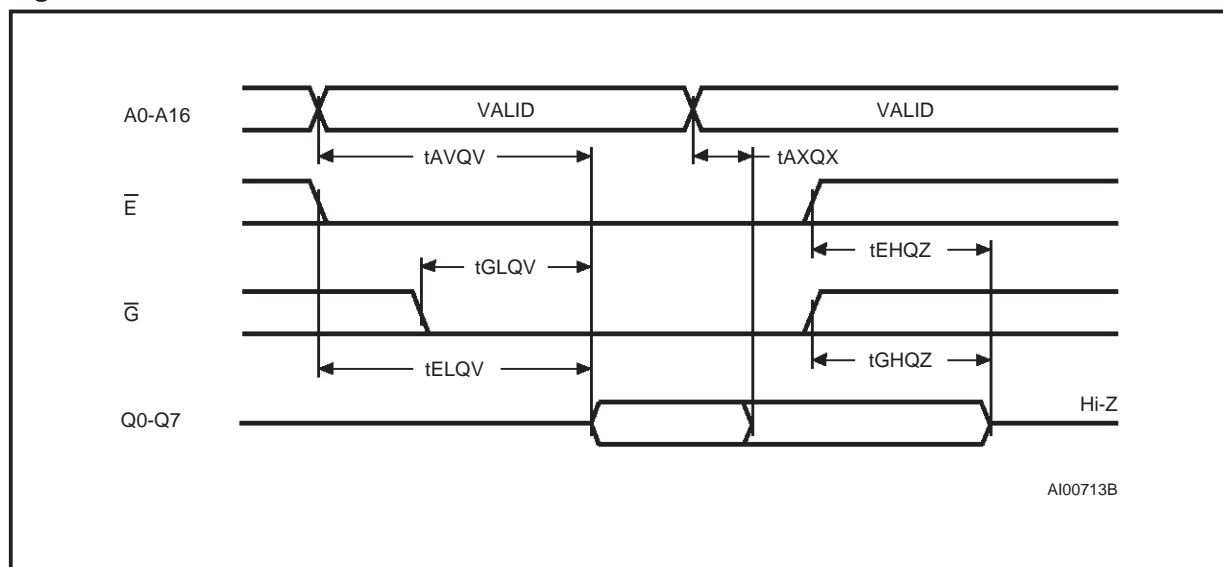 A0-A16 VALID VALID
tAVQV tAXQX
E̅
tEHQZ
tGLQV
G̅
tGHQZ
tELQV
Hi-Z
Q0-Q7
AI00713B